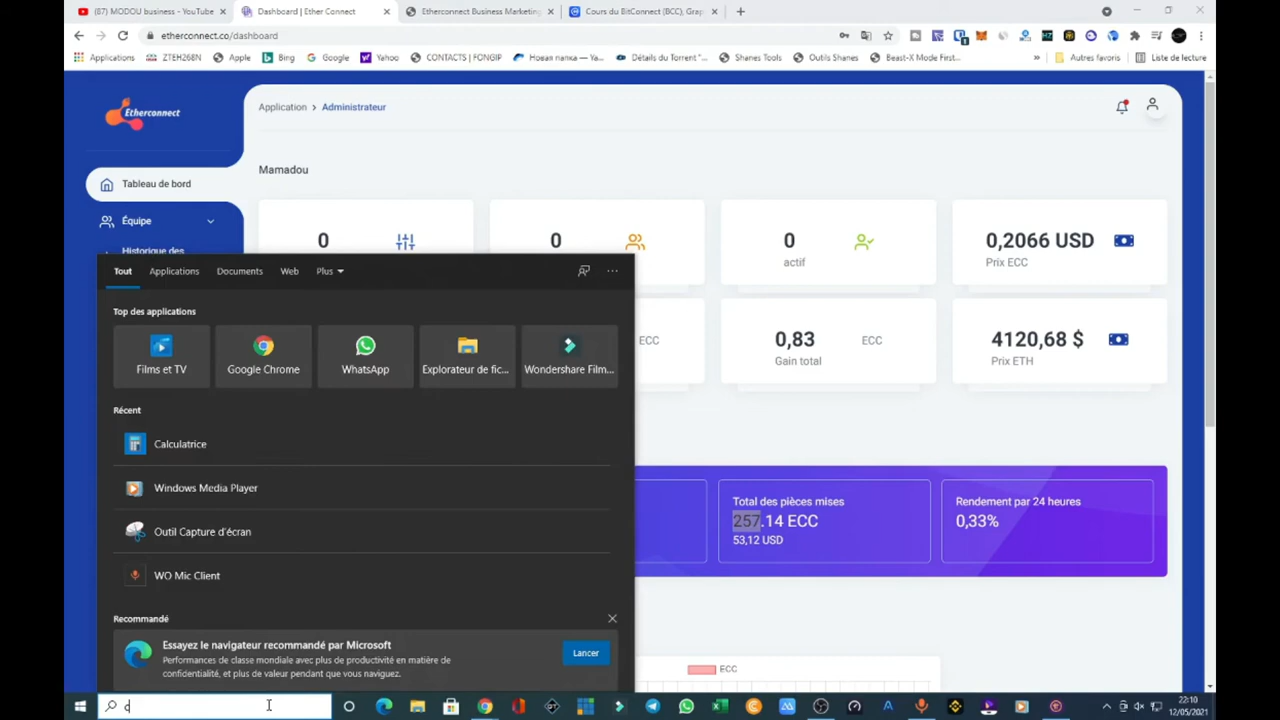 (87) MODOU business - YouTube
Dashboard | Ether Connect
Etherconnect Business Marketing
Cours du BitConnect (BCC), Grap
etherconnect.co/dashboard
Applications
ZTEH268N
Apple
Bing
Google
Yahoo
CONTACTS | FONGIP
Новая папка — Ya...
Détails du Torrent "...
Shanes Tools
Outils Shanes
Beast-X Mode First...
»
Autres favoris
Liste de lecture
Etherconnect
Application > Administrateur
Mamadou
Tableau de bord
Équipe
Historique des
0
0
0
actif
0,2066 USD
Prix ECC
ECC
0,83
Gain total
ECC
4120,68 $
Prix ETH
Total des pièces mises
257.14 ECC
53,12 USD
Rendement par 24 heures
0,33%
ECC
Tout
Applications
Documents
Web
Plus
Top des applications
Films et TV
Google Chrome
WhatsApp
Explorateur de fic...
Wondershare Film...
Récent
Calculatrice
Windows Media Player
Outil Capture d'écran
WO Mic Client
Recommandé
Essayez le navigateur recommandé par Microsoft
Performances de classe mondiale avec plus de productivité en matière de
confidentialité, et plus de valeur pendant que vous naviguez.
Lancer
c
22:10
12/05/2021